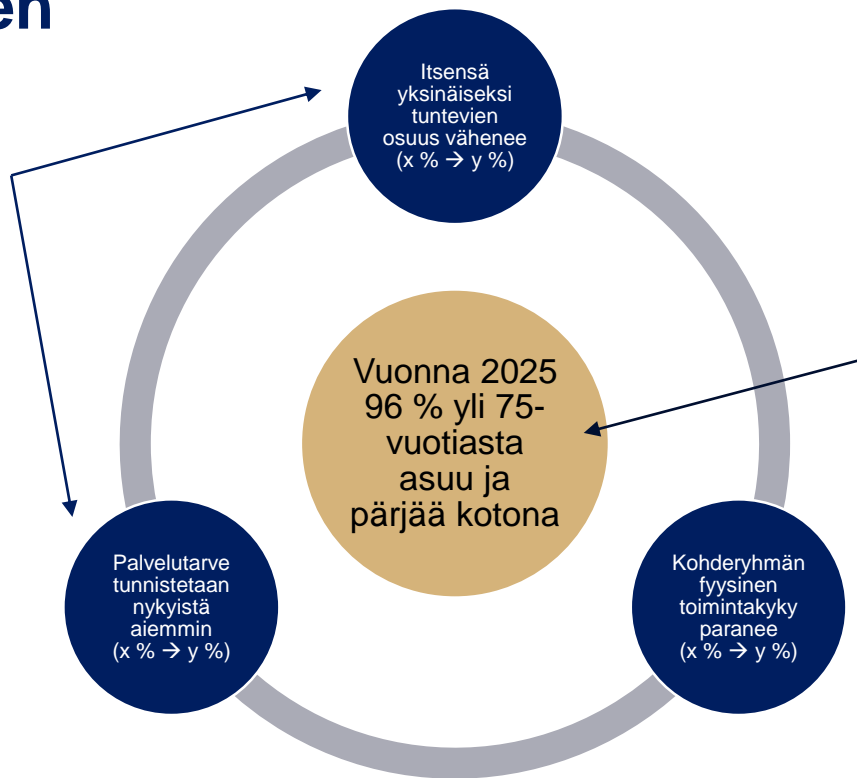 en
Itsensä
yksinäiseksi
tuntevien
osuus vähenee
(x % → y %)
Vuonna 2025
96 % yli 75-
vuotiasta
asuu ja
pärjää kotona
Palvelutarve
tunnistetaan
nykyistä
aiemmin
(x % → y %)
Kohderyhmän
fyysinen
toimintakyky
paranee
(x % → y %)